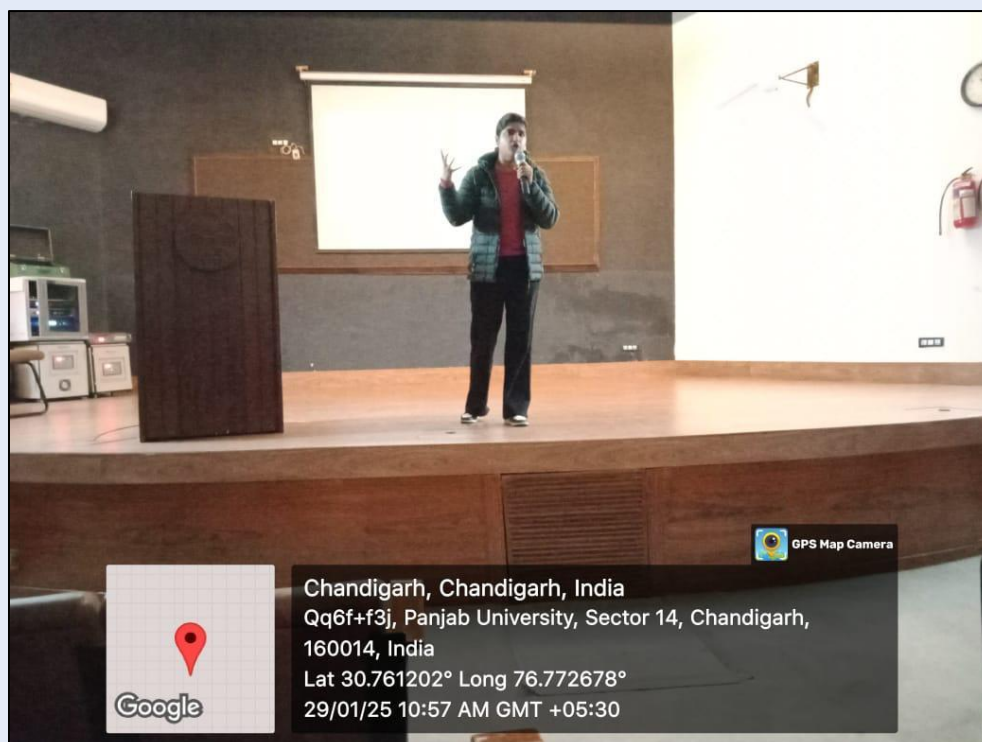 GPS Map Camera
Chandigarh, Chandigarh, India
Qq6f+f3j, Panjab University, Sector 14, Chandigarh,
160014, India
Lat 30.761202° Long 76.772678°
29/01/25 10:57 AM GMT +05:30
Google